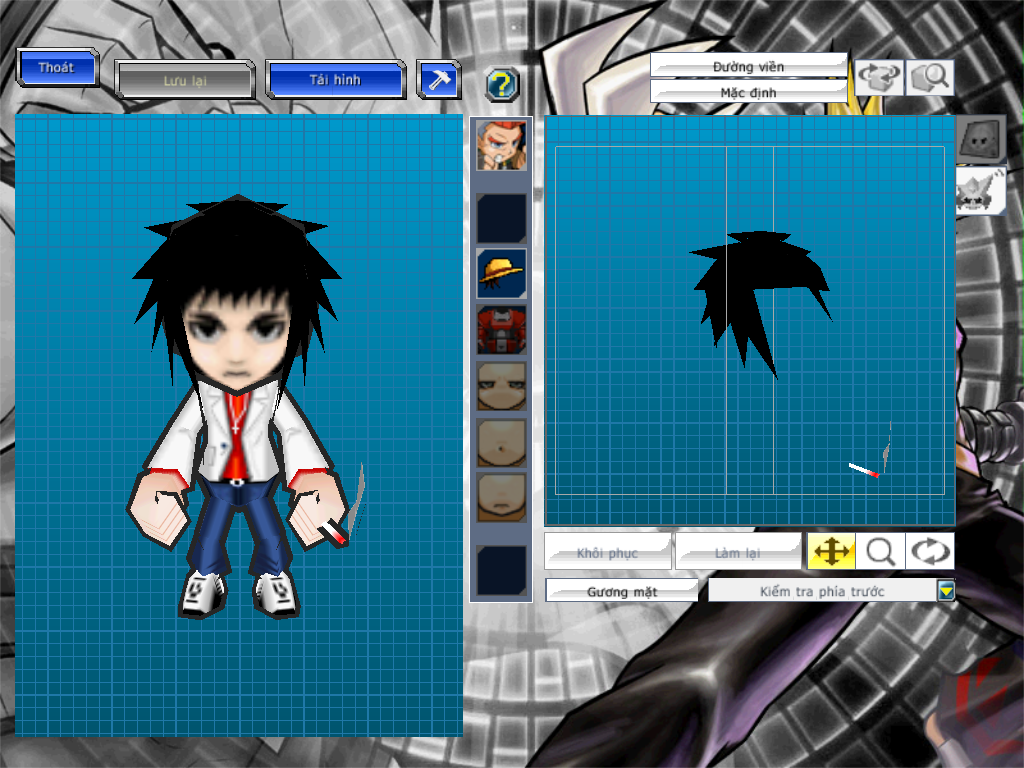 Thoát
Lưu lại
Tải hình
?
Đường viền
Mặc định
Khôi phục
Làm lại
Gương mặt
Kiểm tra phía trước